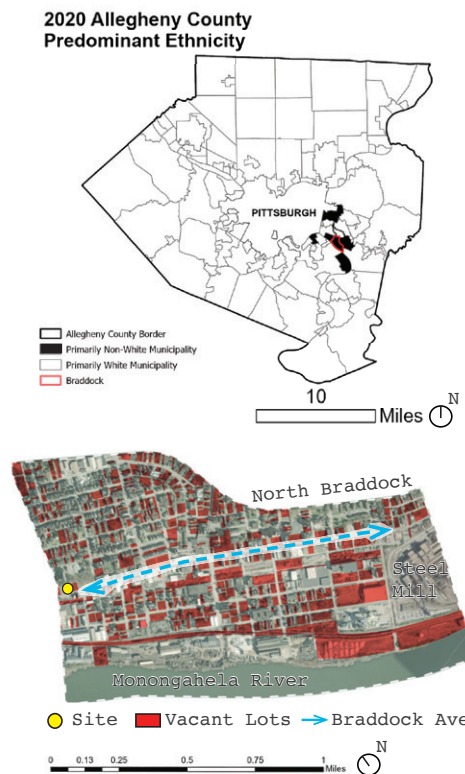 2020 Allegheny County
Predominant Ethnicity
PITTSBURGH
Allegheny County Border
Primarily Non-White Municipality
Primarily White Municipality
Braddock
10
Miles
N
North Braddock
Steel
Mill
Monongahela River
Site
Vacant Lots
Braddock Ave
N
0 0.13 0.25 0.5 0.75 1
Miles